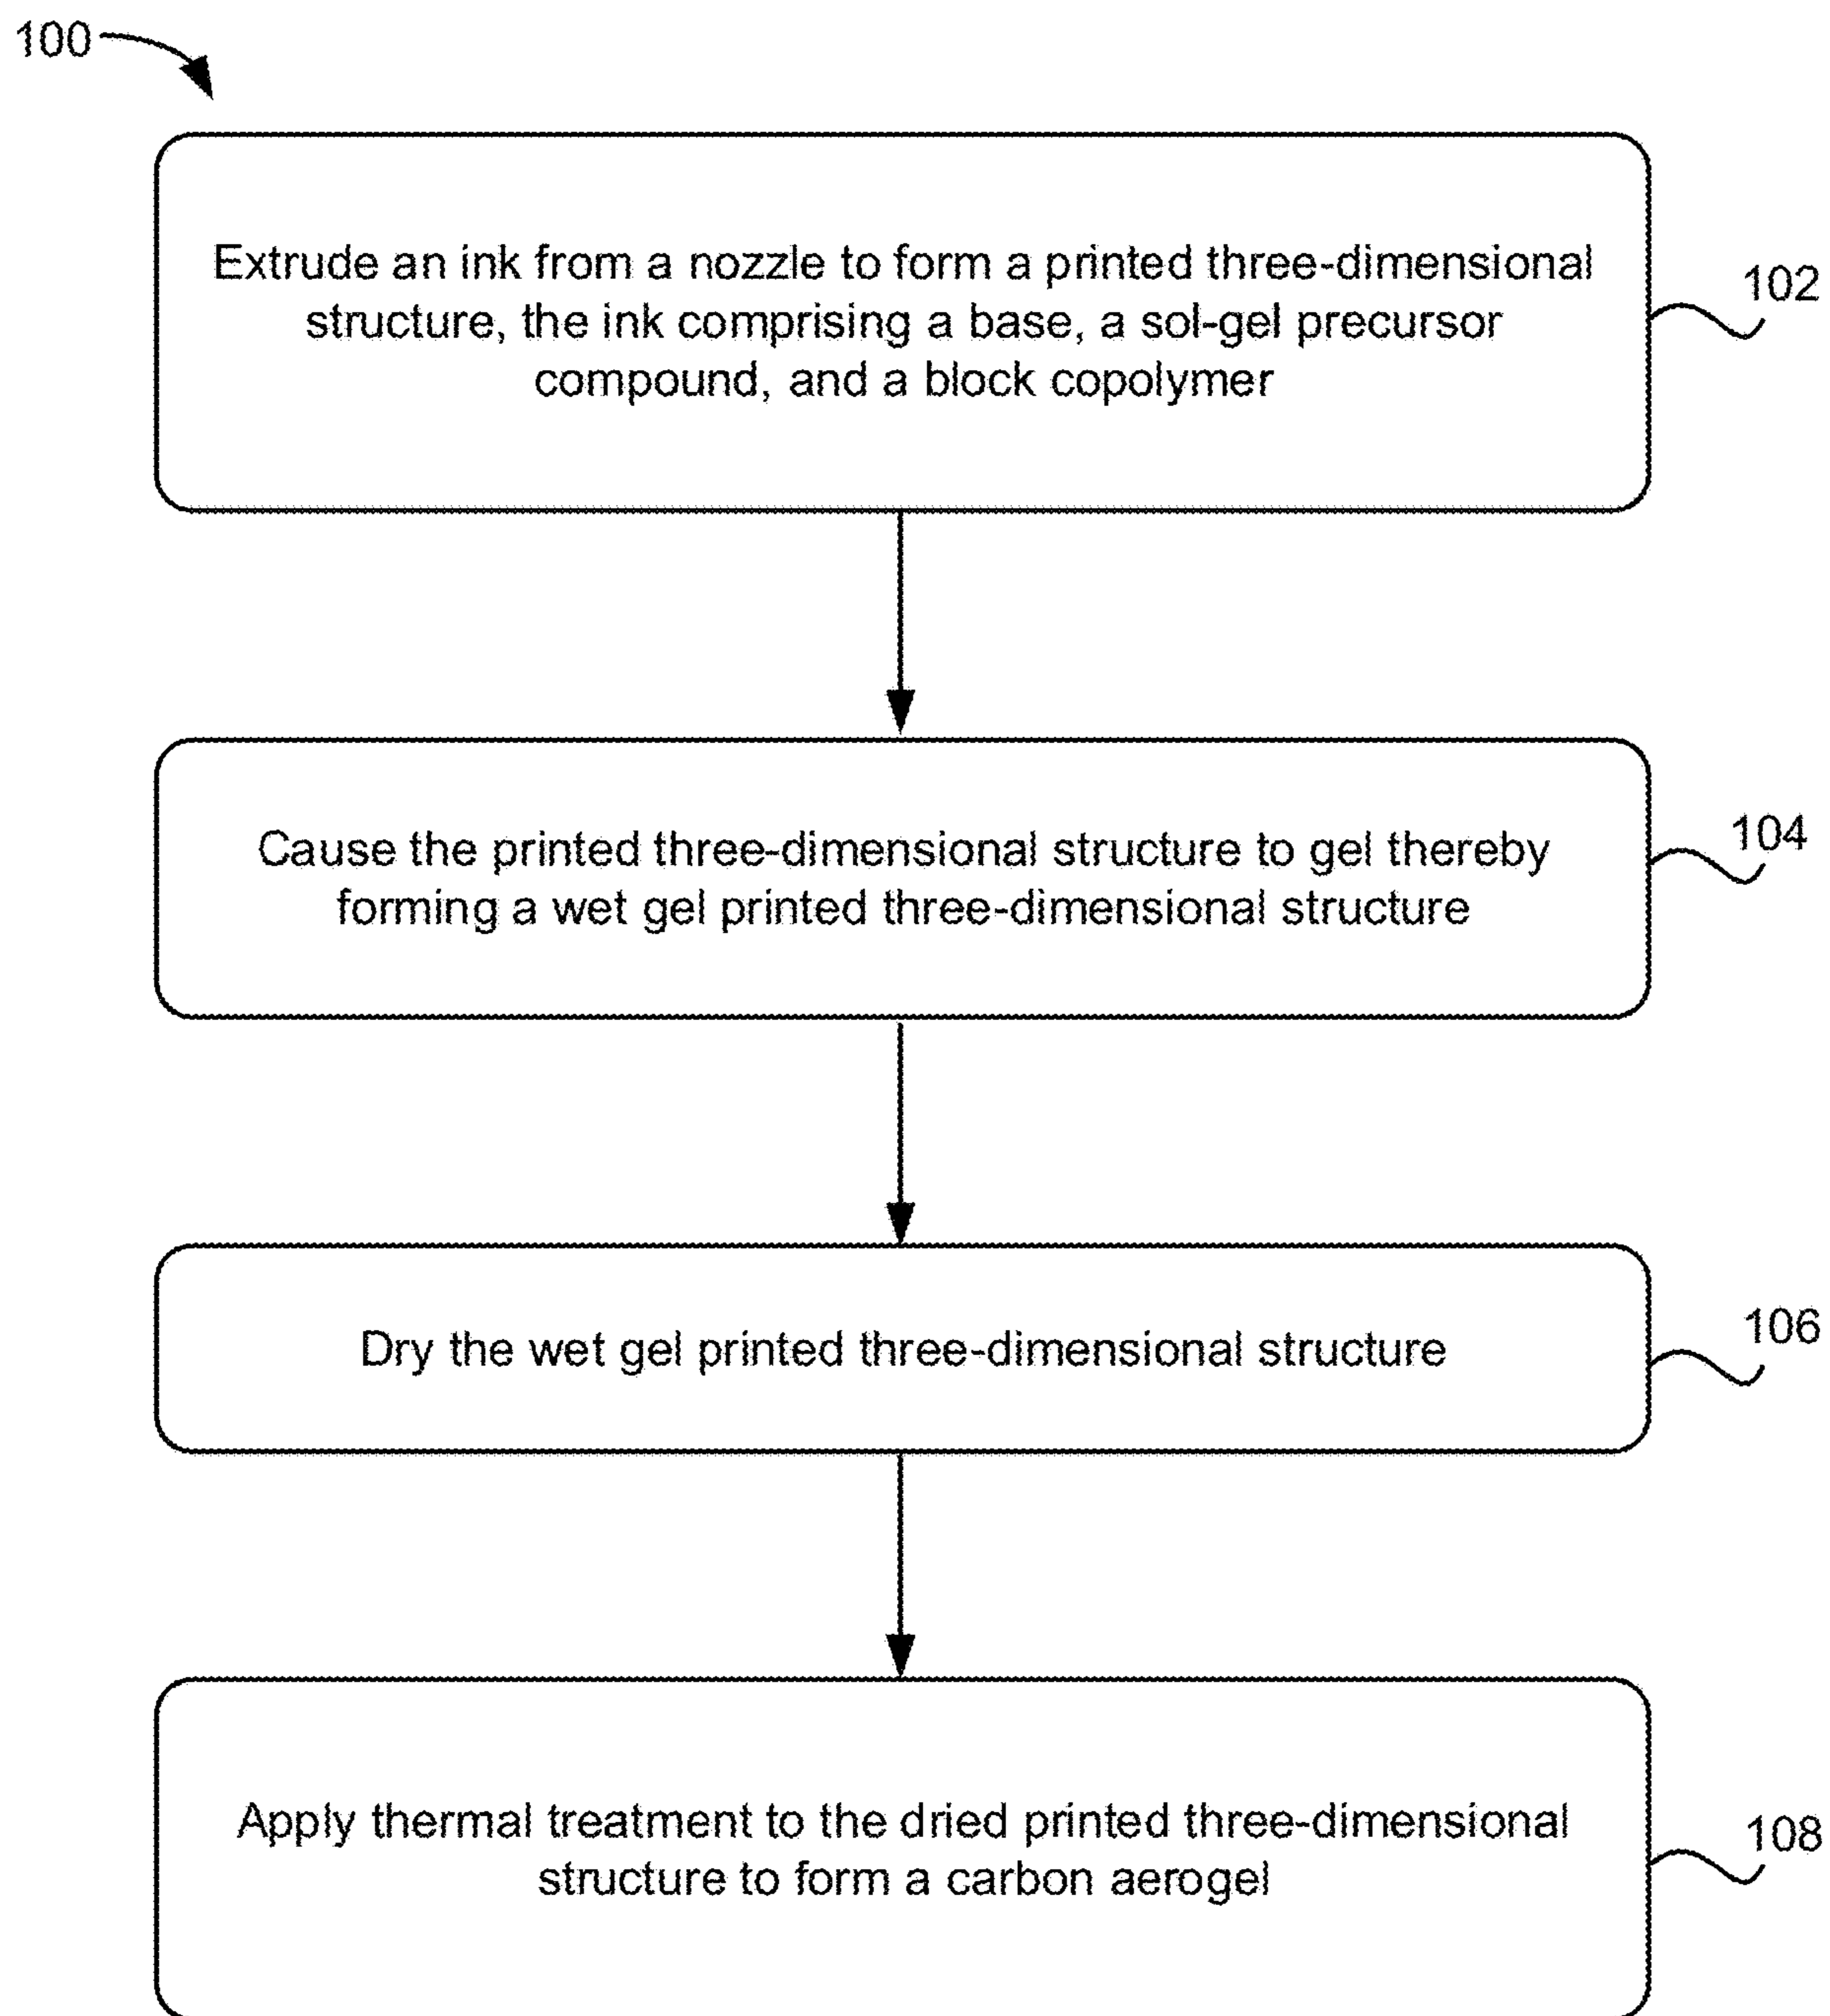 100
Extrude an ink from a nozzle to form a printed three-dimensional
structure, the ink comprising a base, a sol-gel precursor
compound, and a block copolymer
102
Cause the printed three-dimensional structure to gel thereby
forming a wet gel printed three-dimensional structure
104
Dry the wet gel printed three-dimensional structure
106
Apply thermal treatment to the dried printed three-dimensional
structure to form a carbon aerogel
108